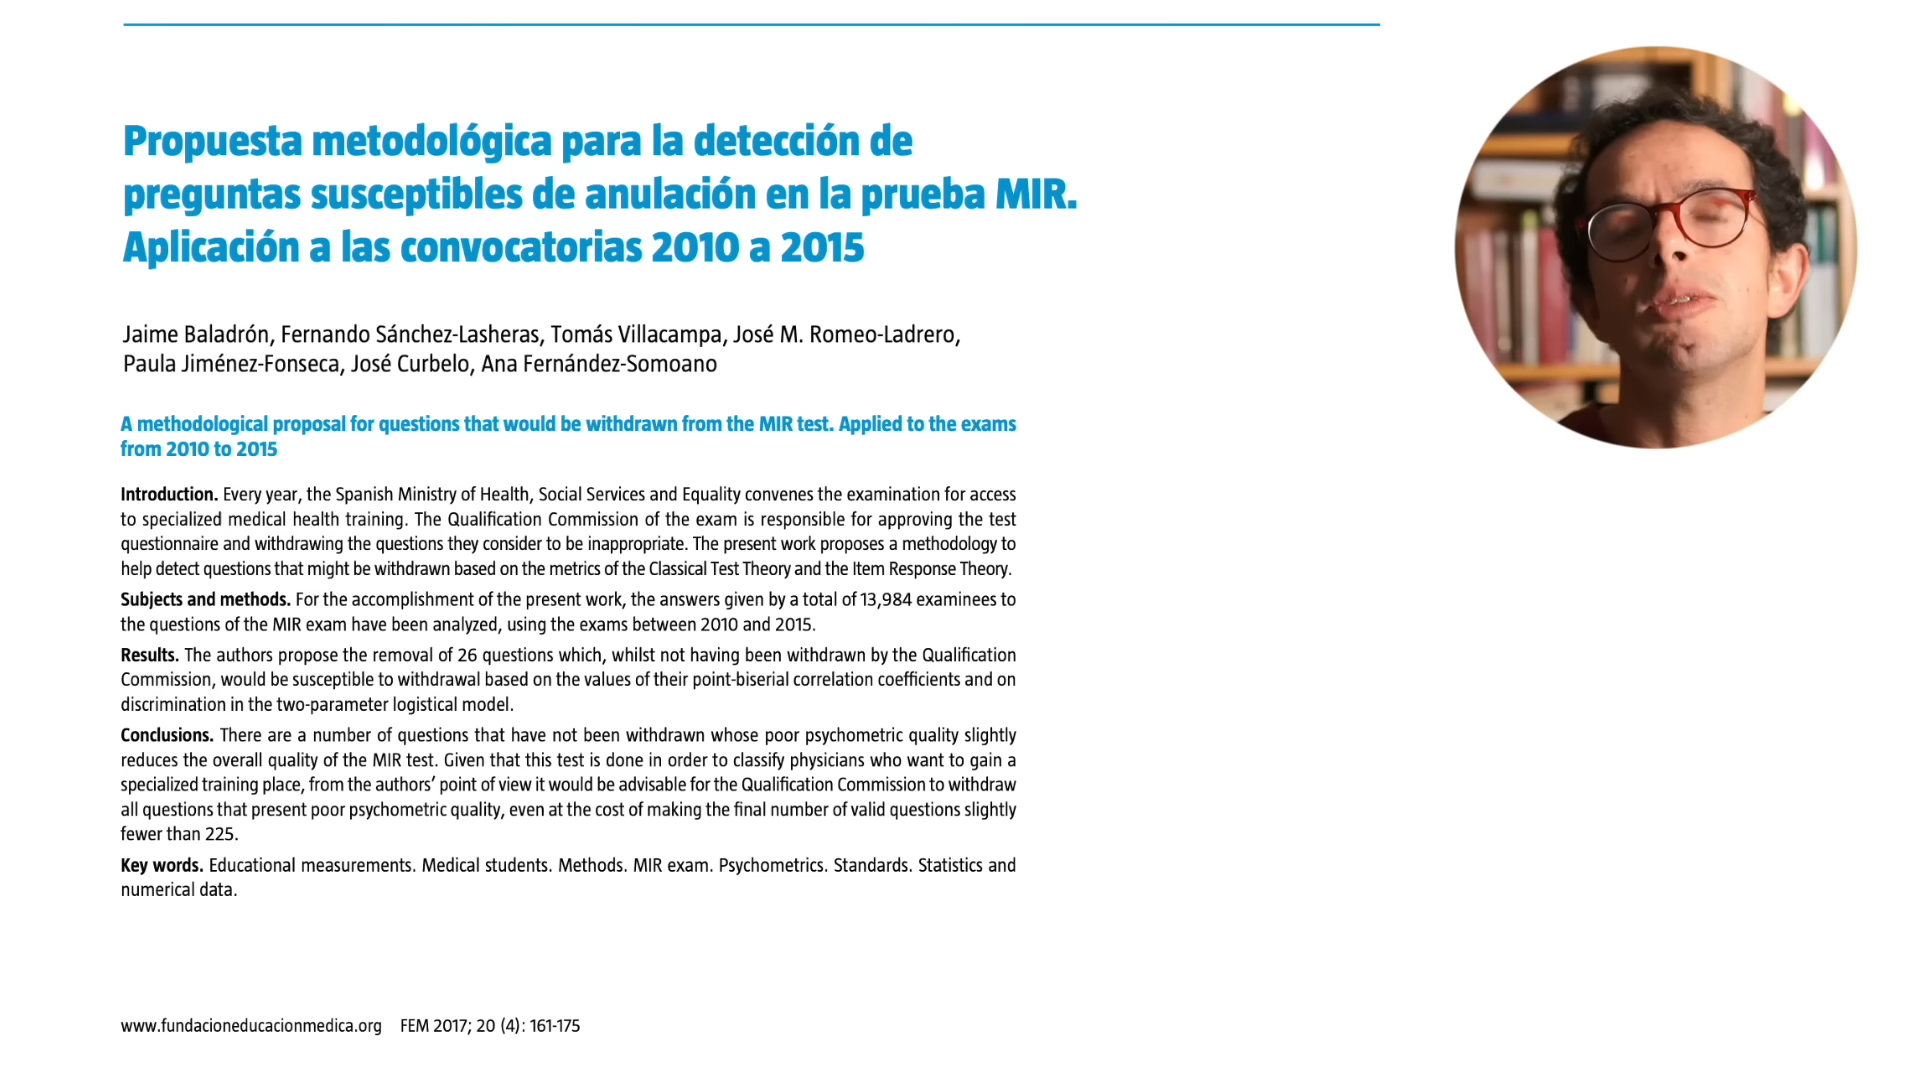 Propuesta metodológica para la detección de
preguntas susceptibles de anulación en la prueba MIR.
Aplicación a las convocatorias 2010 a 2015
Jaime Baladrón, Fernando Sánchez-Lasheras, Tomás Villacampa, José M. Romeo-Ladrero,
Paula Jiménez-Fonseca, José Curbelo, Ana Fernández-Somoano
A methodological proposal for questions that would be withdrawn from the MIR test. Applied to the exams
from 2010 to 2015
Introduction. Every year, the Spanish Ministry of Health, Social Services and Equality convenes the examination for access
to specialized medical health training. The Qualification Commission of the exam is responsible for approving the test
questionnaire and withdrawing the questions they consider to be inappropriate. The present work proposes a methodology to
help detect questions that might be withdrawn based on the metrics of the Classical Test Theory and the Item Response Theory.
Subjects and methods. For the accomplishment of the present work, the answers given by a total of 13,984 examinees to
the questions of the MIR exam have been analyzed, using the exams between 2010 and 2015.
Results. The authors propose the removal of 26 questions which, whilst not having been withdrawn by the Qualification
Commission, would be susceptible to withdrawal based on the values of their point-biserial correlation coefficients and on
discrimination in the two-parameter logistical model.
Conclusions. There are a number of questions that have not been withdrawn whose poor psychometric quality slightly
reduces the overall quality of the MIR test. Given that this test is done in order to classify physicians who want to gain a
specialized training place, from the authors’ point of view it would be advisable for the Qualification Commission to withdraw
all questions that present poor psychometric quality, even at the cost of making the final number of valid questions slightly
fewer than 225.
Key words. Educational measurements. Medical students. Methods. MIR exam. Psychometrics. Standards. Statistics and
numerical data.
www.fundacioneducacionmedica.org FEM 2017; 20 (4): 161-175